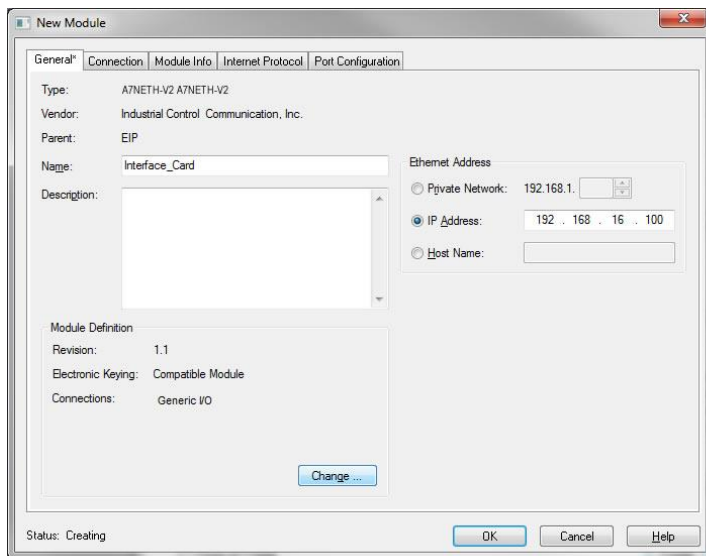 New Module
General* Connection Module Info Internet Protocol Port Configuration
Type: A7NETH-V2 A7NETH-V2
Vendor: Industrial Control Communication, Inc.
Parent: EIP
Name: Interface_Card
Description:
Ethernet Address
Private Network: 192.168.1.
IP Address: 192 . 168 . 16 . 100
Host Name:
Module Definition
Revision: 1.1
Electronic Keying: Compatible Module
Connections: Generic I/O
Change ...
Status: Creating
OK Cancel Help